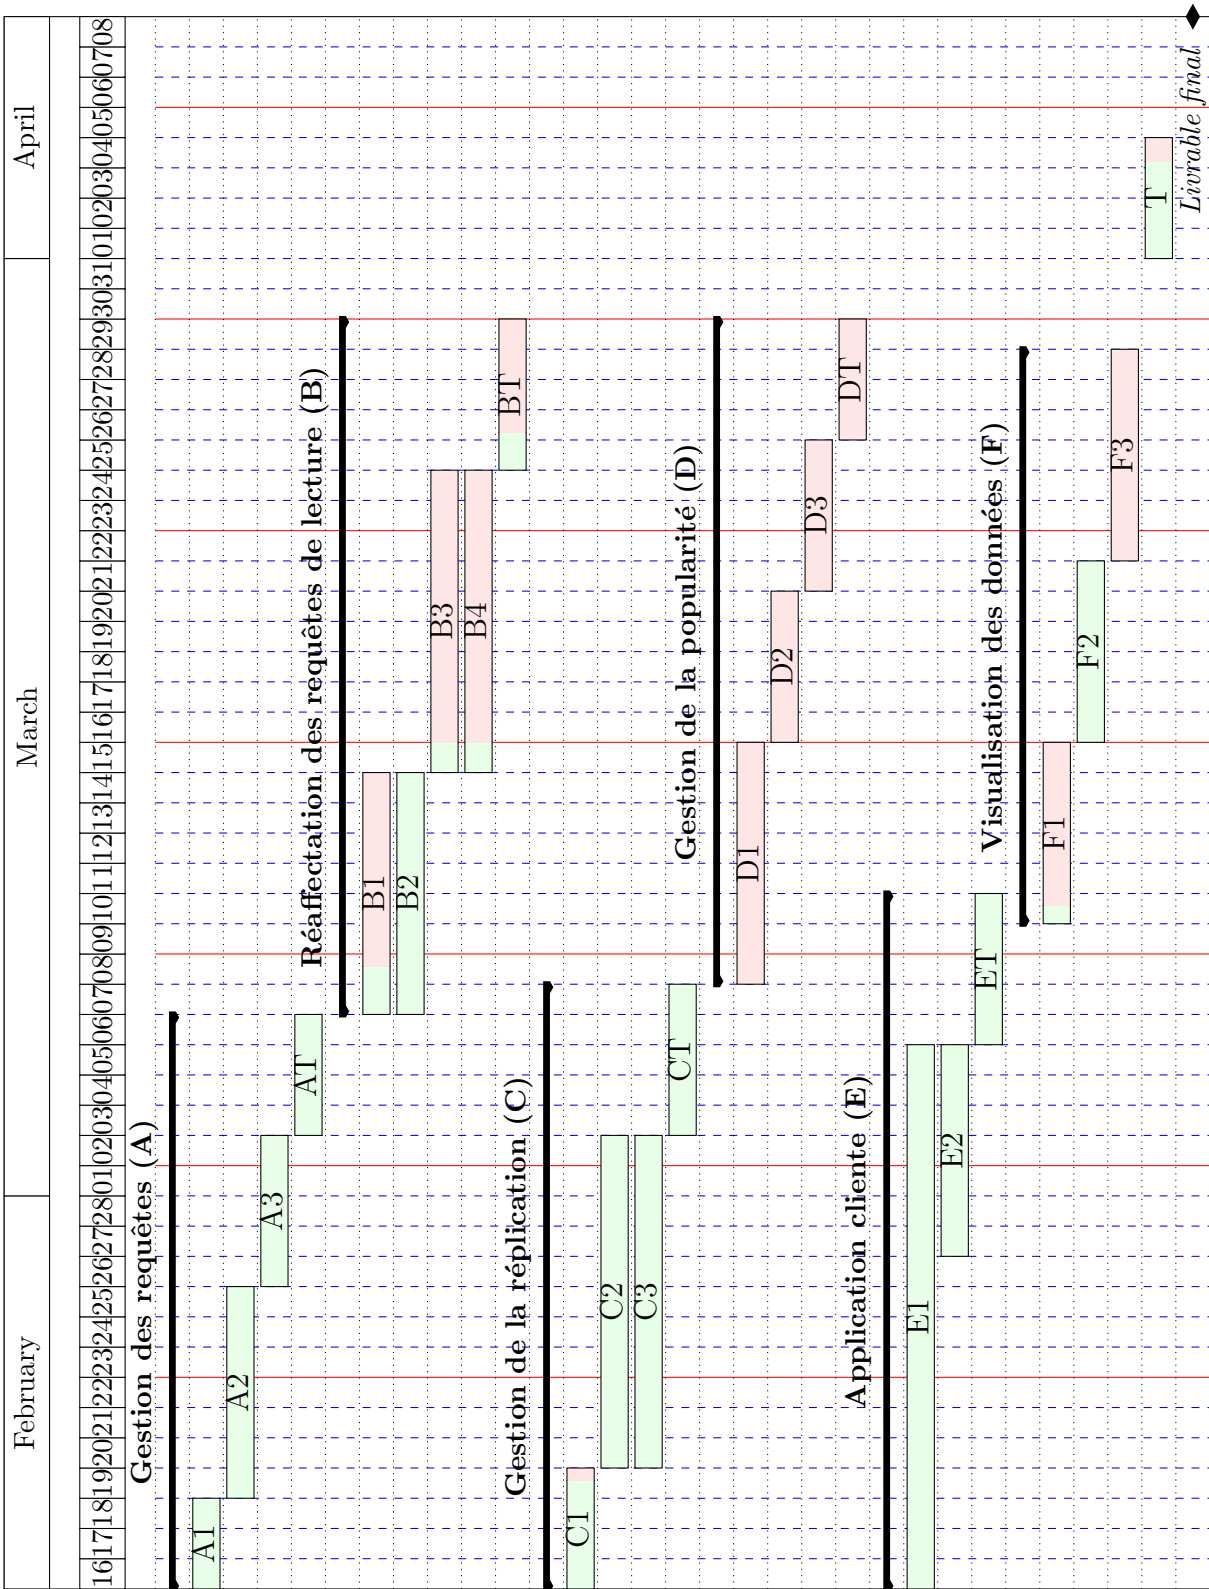 February March April
16 17 18 19 20 21 22 23 24 25 26 27 28 01 02 03 04 05 06 07 08 09 10 11 12 13 14 15 16 17 18 19 20 21 22 23 24 25 26 27 28 29 30 31 01 02 03 04 05 06 07 08
Gestion des requêtes (A)
A1
A2
A3
AT
Réaffectation des requêtes de lecture (B)
B1
B2
B3
B4
BT
Gestion de la réplication (C)
C1
C2
C3
CT
Gestion de la popularité (D)
D1
D2
D3
DT
Application cliente (E)
E1
E2
ET
Visualisation des données (F)
F1
F2
F3
T
Livrable final